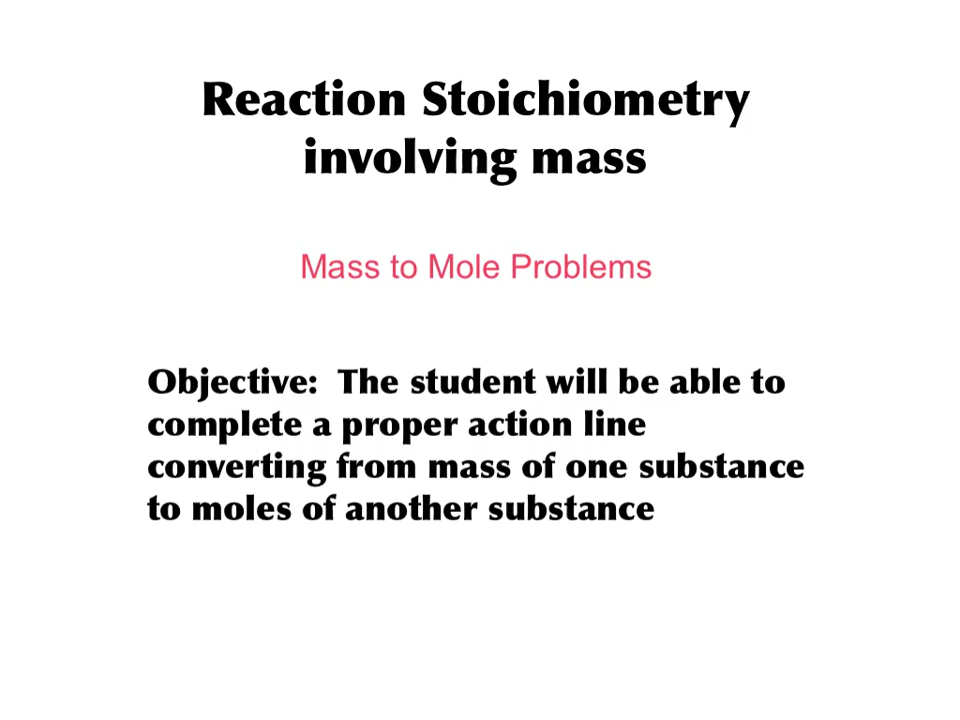 Reaction Stoichiometry
involving mass
Mass to Mole Problems
Objective:  The student will be able to
complete a proper action line
converting from mass of one substance
to moles of another substance